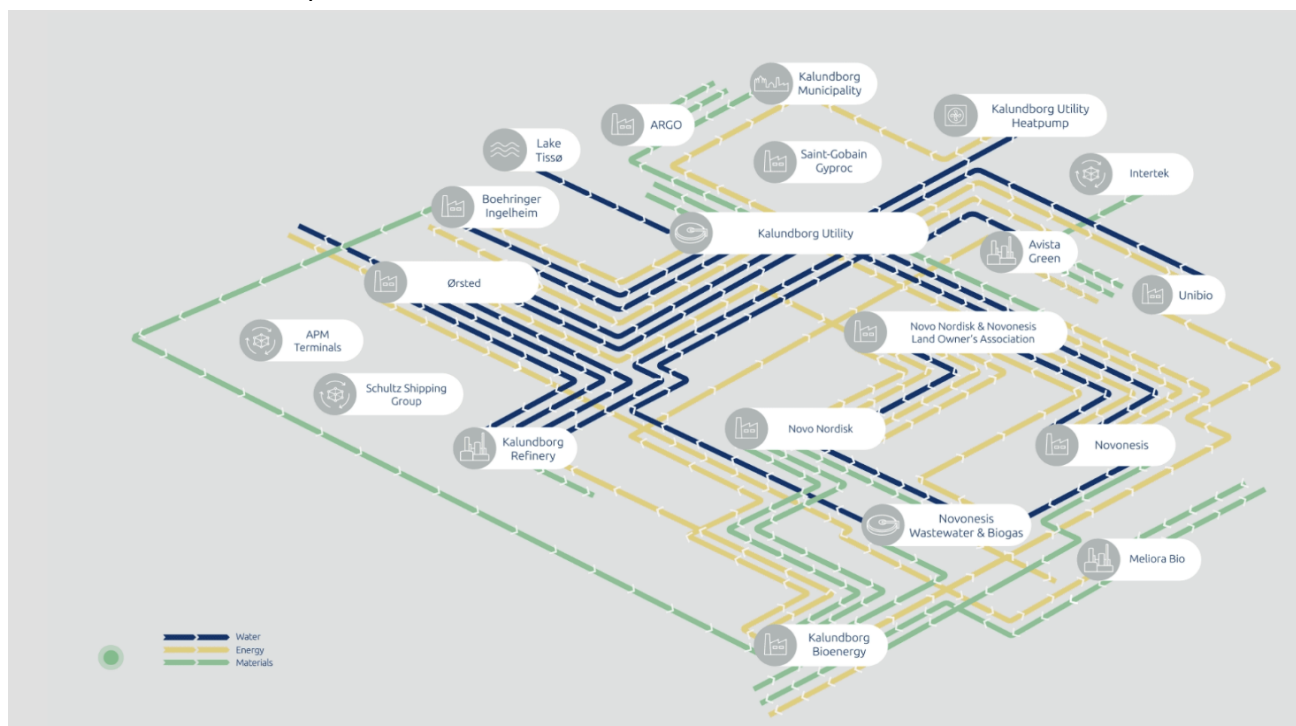 Kalundborg
Municipality
ARGO
Kalundborg Utility
Heatpump
Lake
Tissø
Saint-Gobain
Gyproc
Intertek
Boehringer
Ingelheim
Kalundborg Utility
Avista
Green
Ørsted
Unibio
Novo Nordisk & Novonesis
Land Owner's Association
APM
Terminals
Schultz Shipping
Group
Novo Nordisk
Kalundborg
Refinery
Novonesis
Novonesis
Wastewater & Biogas
Meliora Bio
Kalundborg
Bioenergy
Water
Energy
Materials